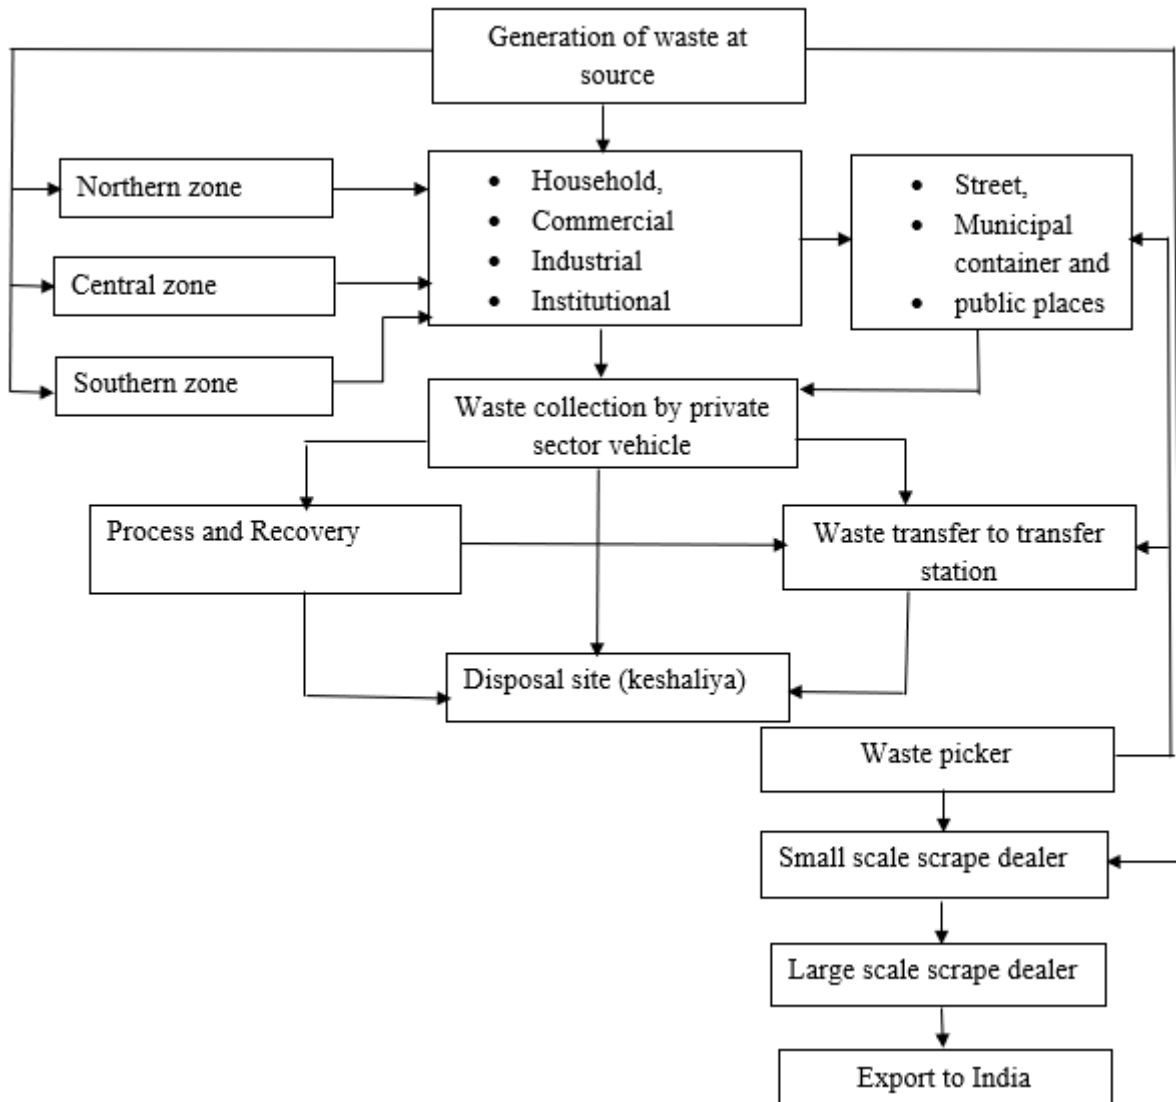 Generation of waste at
source
Northern zone
Central zone
Southern zone
• Household,
• Commercial
• Industrial
• Institutional
• Street,
• Municipal
container and
• public places
Waste collection by private
sector vehicle
Process and Recovery
Waste transfer to transfer
station
Disposal site (keshaliya)
Waste picker
Small scale scrape dealer
Large scale scrape dealer
Export to India